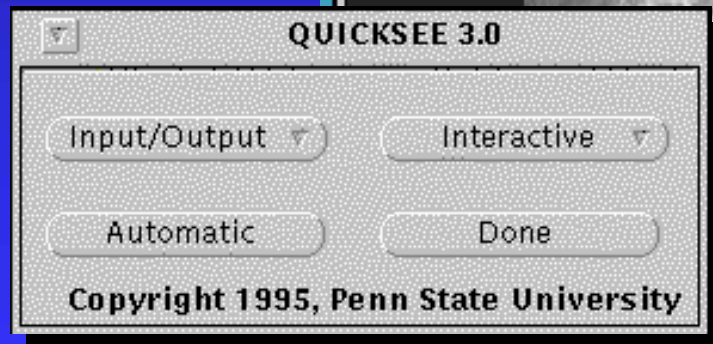 QUICKSEE 3.0
Input/Output Interactive
Automatic Done
Copyright 1995, Penn State University